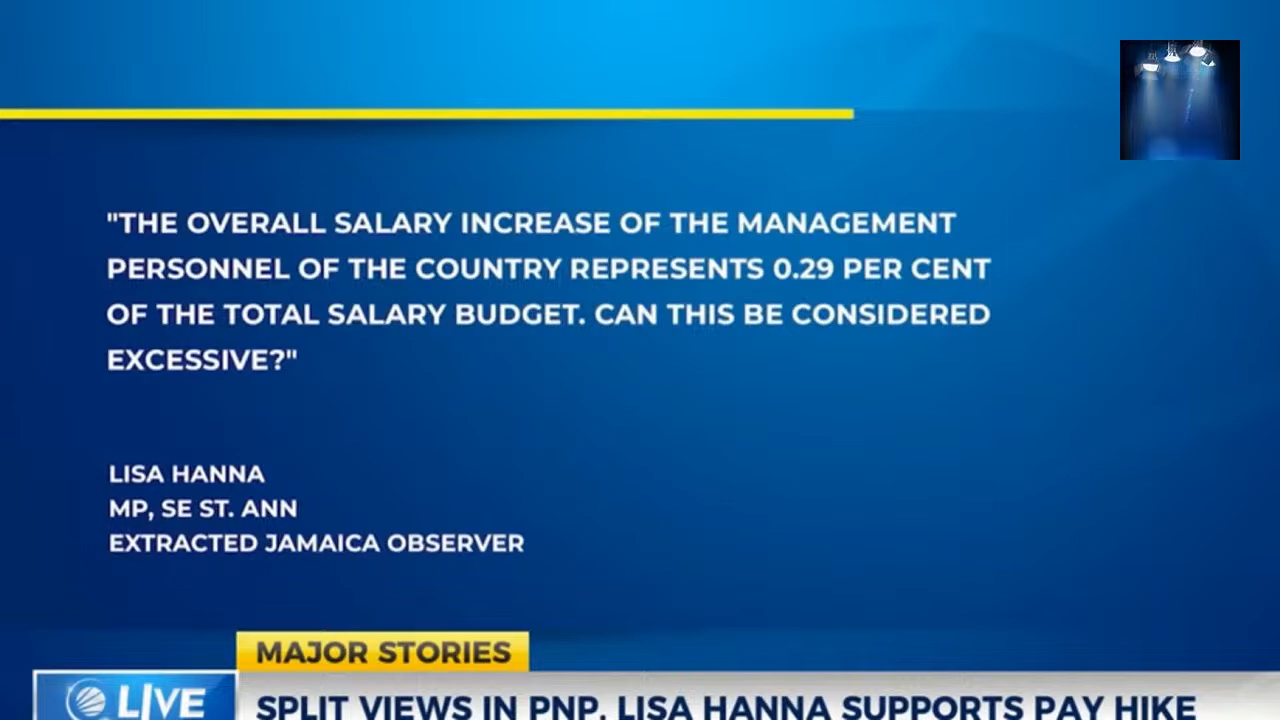 "THE OVERALL SALARY INCREASE OF THE MANAGEMENT
PERSONNEL OF THE COUNTRY REPRESENTS 0.29 PER CENT
OF THE TOTAL SALARY BUDGET. CAN THIS BE CONSIDERED
EXCESSIVE?"
LISA HANNA
MP, SE ST. ANN
EXTRACTED JAMAICA OBSERVER
MAJOR STORIES
LIVE
SPLIT VIEWS IN PNP, LISA HANNA SUPPORTS PAY HIKE